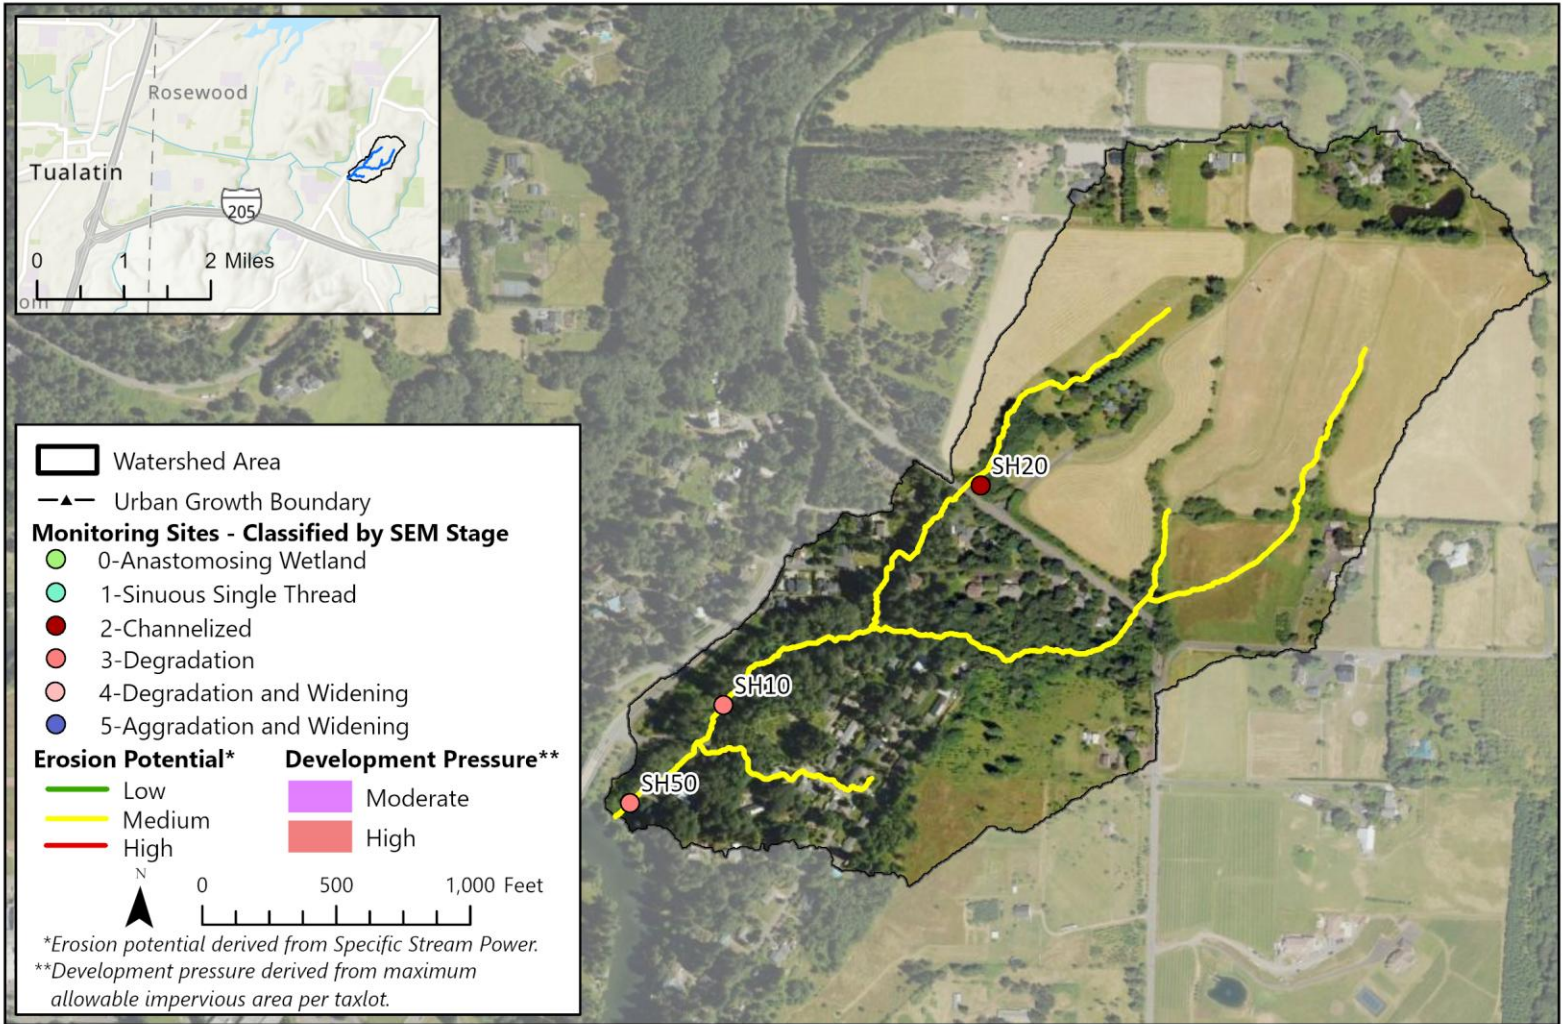 Rosewood
Tualatin
205
0 1 2 Miles
om
Watershed Area
Urban Growth Boundary
Monitoring Sites - Classified by SEM Stage
0-Anastomosing Wetland
1-Sinuous Single Thread
2-Channelized
3-Degradation
4-Degradation and Widening
5-Aggradation and Widening
Erosion Potential* Development Pressure**
Low
Moderate
Medium
High
High
N
0 500 1,000 Feet
*Erosion potential derived from Specific Stream Power.
**Development pressure derived from maximum
allowable impervious area per taxlot.
SH20
SH10
SH50